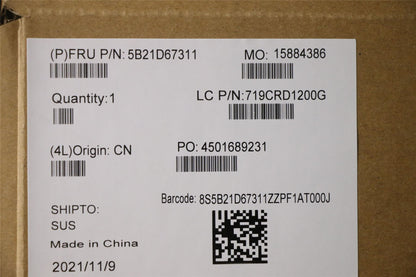 (P)FRU P/N: 5B21D67311
MO: 15884386
Quantity:1
LC P/N:719CRD1200G
(4L)Origin: CN
PO: 4501689231
Barcode: 8S5B21D67311ZZPF1AT000J
SHIPTO:
SUS
Made in China
2021/11/9